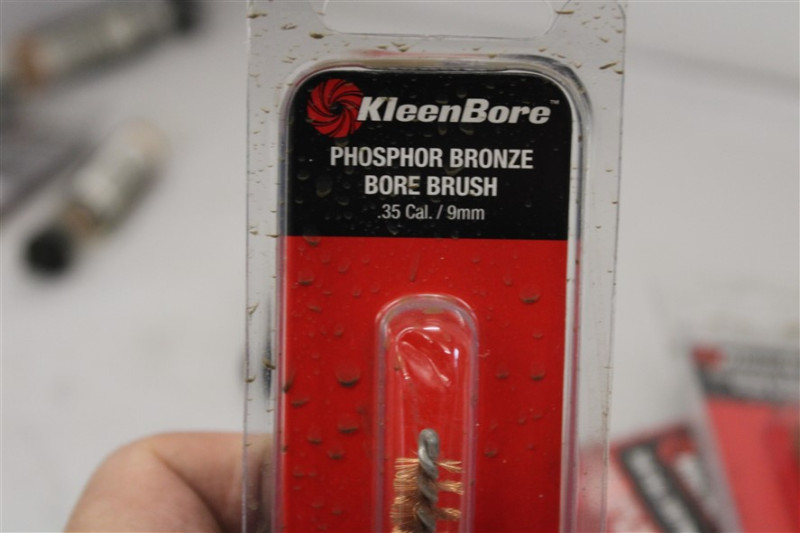 KleenBore™
PHOSPHOR BRONZE
BORE BRUSH
.35 Cal. / 9mm